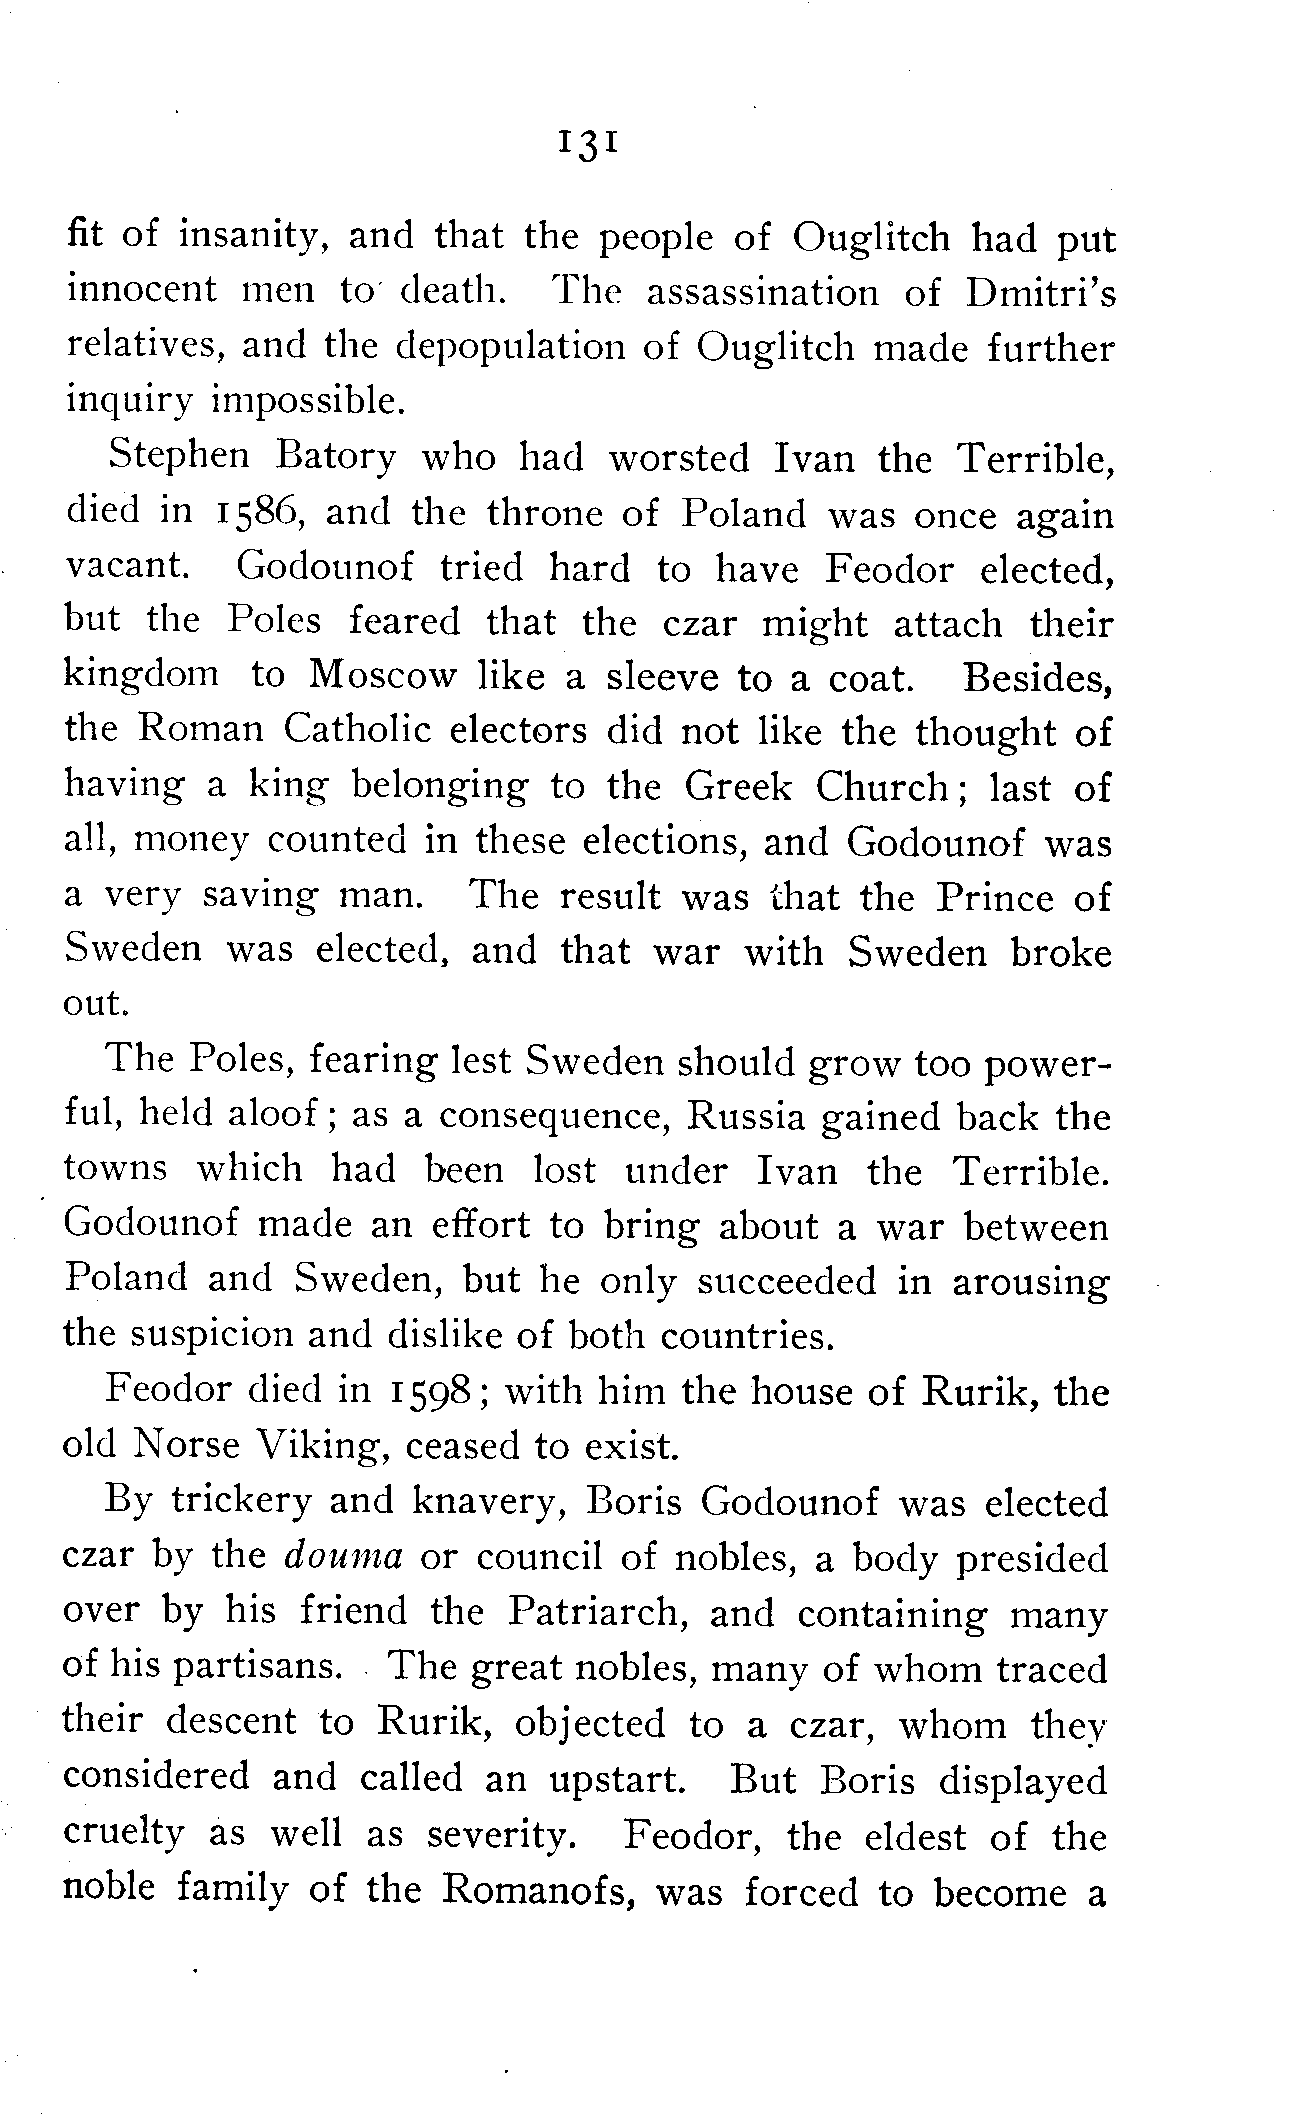 131
fit of insanity, and that the people of Ouglitch had put
innocent men to death. The assassination of Dmitri's
relatives, and the depopulation of Ouglitch made further
inquiry impossible.
Stephen Batory who had worsted Ivan the Terrible,
died in 1586, and the throne of Poland was once again
vacant. Godounof tried hard to have Feodor elected,
but the Poles feared that the czar might attach their
kingdom to Moscow like a sleeve to a coat. Besides,
the Roman Catholic electors did not like the thought of
having a king belonging to the Greek Church; last of
all, money counted in these elections, and Godounof was
a very saving man. The result was that the Prince of
Sweden was elected, and that war with Sweden broke
out.
The Poles, fearing lest Sweden should grow too power-
ful, held aloof; as a consequence, Russia gained back the
towns which had been lost under Ivan the Terrible.
Godounof made an effort to bring about a war between
Poland and Sweden, but he only succeeded in arousing
the suspicion and dislike of both countries.
Feodor died in 1598; with him the house of Rurik, the
old Norse Viking, ceased to exist.
By trickery and knavery, Boris Godounof was elected
czar by the douma or council of nobles, a body presided
over by his friend the Patriarch, and containing many
of his partisans. The great nobles, many of whom traced
their descent to Rurik, objected to a czar, whom they
considered and called an upstart. But Boris displayed
cruelty as well as severity. Feodor, the eldest of the
noble family of the Romanofs, was forced to become a